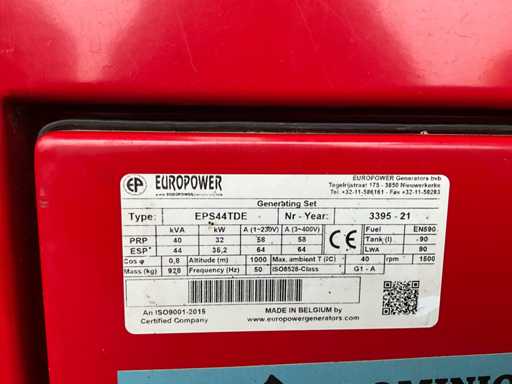 EP EUROPOWER
EUROPOWER Generators bvb
Tegelrijstraat 175 - 3850 Nieuwerkerke
Tel.+32-11-586161 - Fax +32-11-58283
Generating Set
Type: EPS44TDE Nr - Year: 3395 - 21
kVA kW A (1~230V) A (3~400V) Fuel EN590
PRP 40 32 58 58 CE Tank (l) ~90
ESP 44 35,2 64 64 Lwa 90
Cos φ 0,8 Altitude (m) 1000 Max. ambient T (C) 40 rpm 1500
Mass (kg) 928 Frequency (Hz) 50 ISO8528-Class G1 - A
An ISO9001-2015
Certified Company
MADE IN BELGIUM by
www.europowergenerators.com